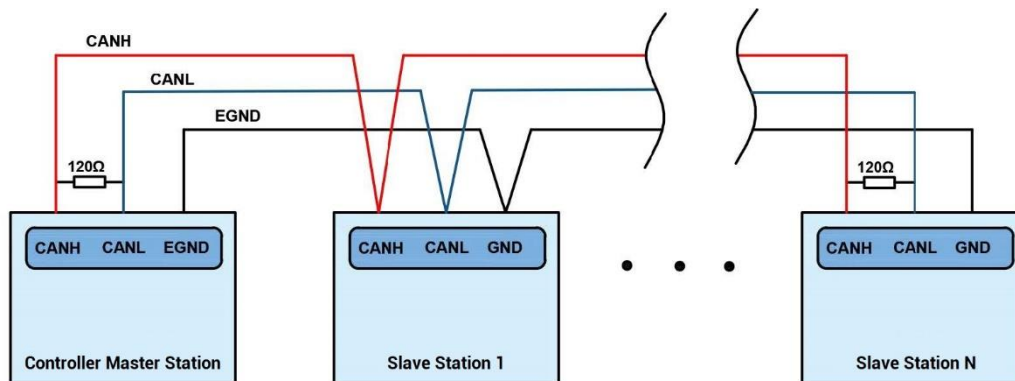 CANH
CANL
EGND
120Ω
120Ω
CANH CANL EGND
CANH CANL GND
CANH CANL GND
Controller Master Station
Slave Station 1
Slave Station N